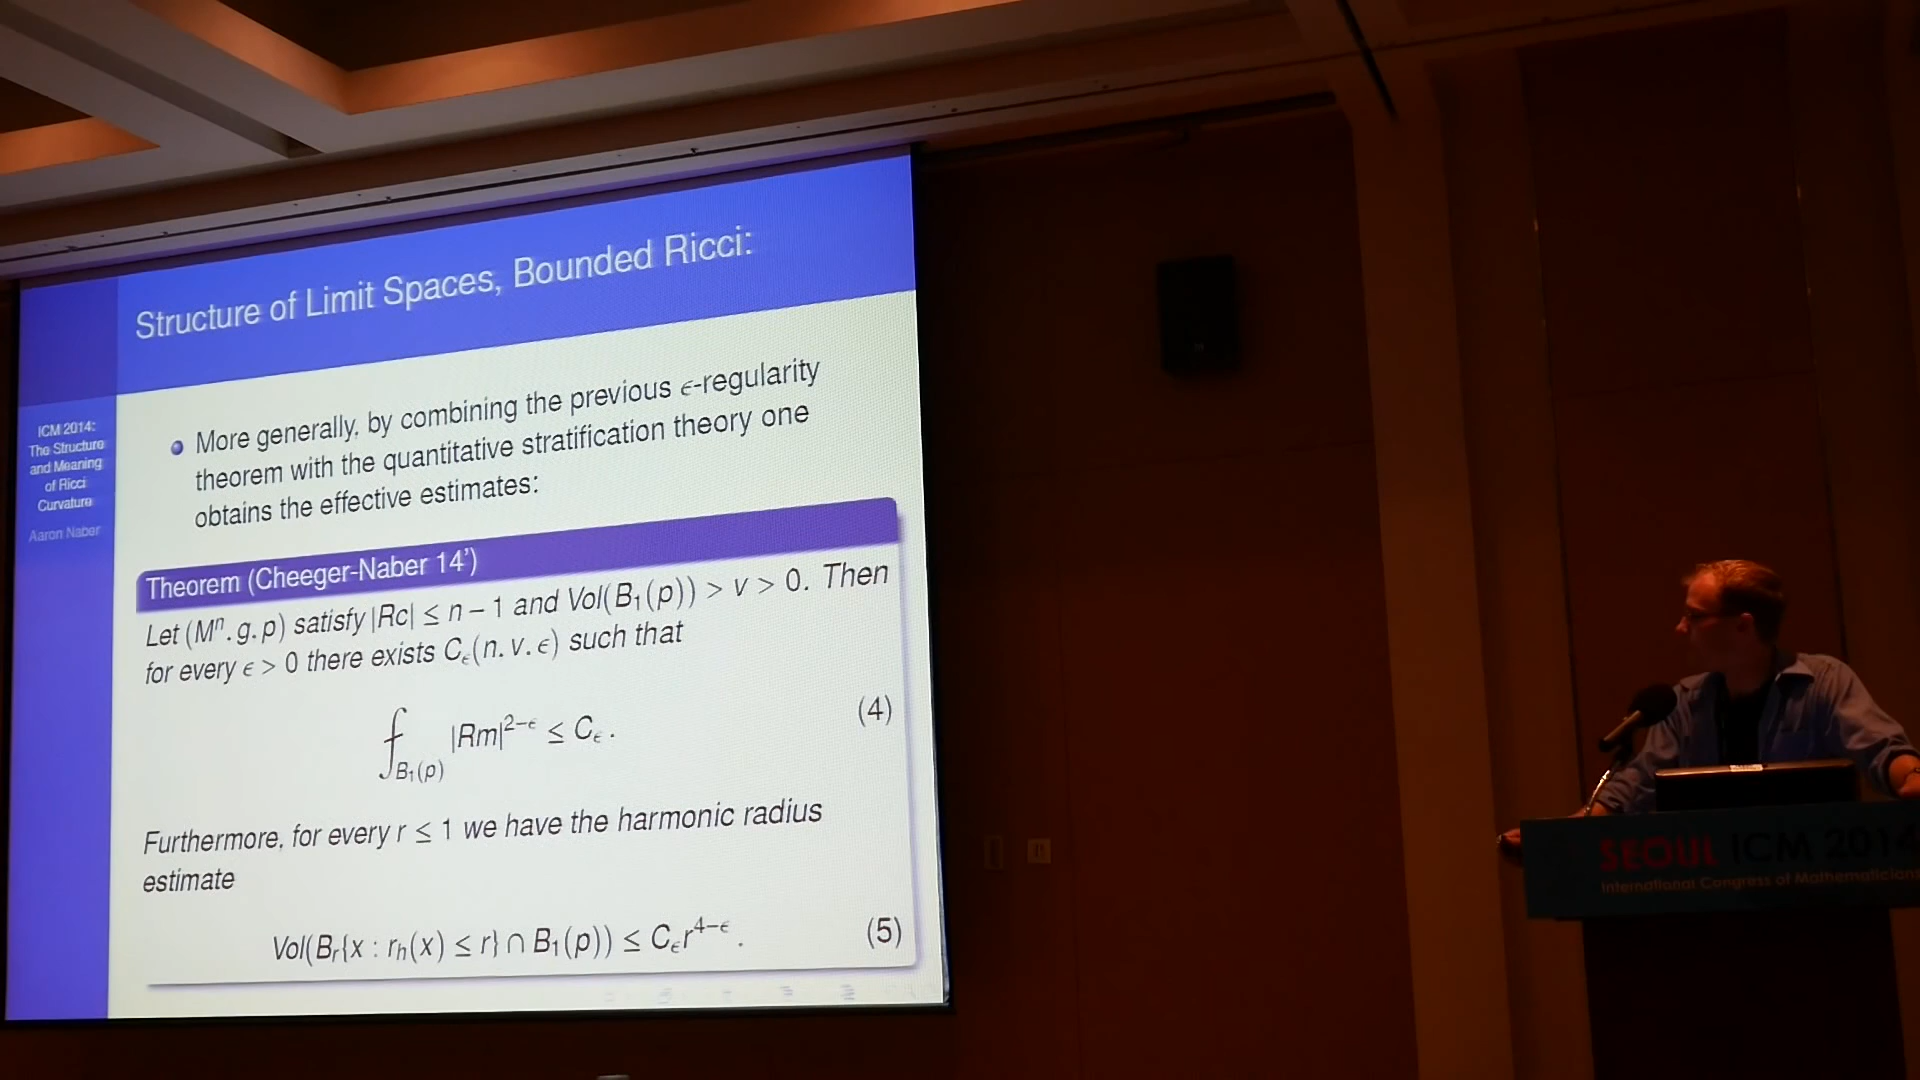 Structure of Limit Spaces, Bounded Ricci:
ICM 2014:
The Structure
and Meaning
of Ricci
Curvature
Aaron Naber
More generally, by combining the previous ϵ-regularity
theorem with the quantitative stratification theory one
obtains the effective estimates:
Theorem (Cheeger-Naber 14')
Let (Mⁿ, g, p) satisfy |Rc| ≤ n − 1 and Vol(B₁(p)) > v > 0. Then
for every ϵ > 0 there exists C_ϵ(n, v, ϵ) such that
⨍_{B₁(p)} |Rm|^{2−ϵ} ≤ C_ϵ . (4)
Furthermore, for every r ≤ 1 we have the harmonic radius
estimate
Vol(B_r{x : r_h(x) ≤ r} ∩ B₁(p)) ≤ C_ϵ r^{4−ϵ} . (5)
SEOUL ICM 2014
International Congress of Mathematicians